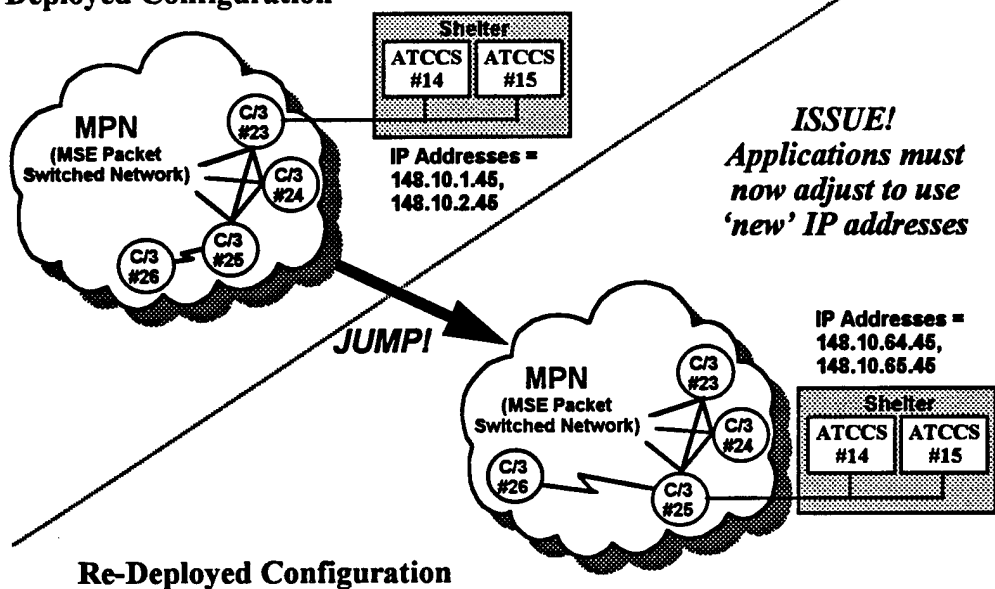 Deployed Configuration
Shelter
ATCCS
#14
ATCCS
#15
C/3
#23
MPN
(MSE Packet
Switched Network)
C/3
#24
C/3
#25
C/3
#26
IP Addresses =
148.10.1.45,
148.10.2.45
ISSUE!
Applications must
now adjust to use
'new' IP addresses
JUMP!
IP Addresses =
148.10.64.45,
148.10.65.45
MPN
(MSE Packet
Switched Network)
C/3
#23
C/3
#24
C/3
#26
C/3
#25
Shelter
ATCCS
#14
ATCCS
#15
Re-Deployed Configuration